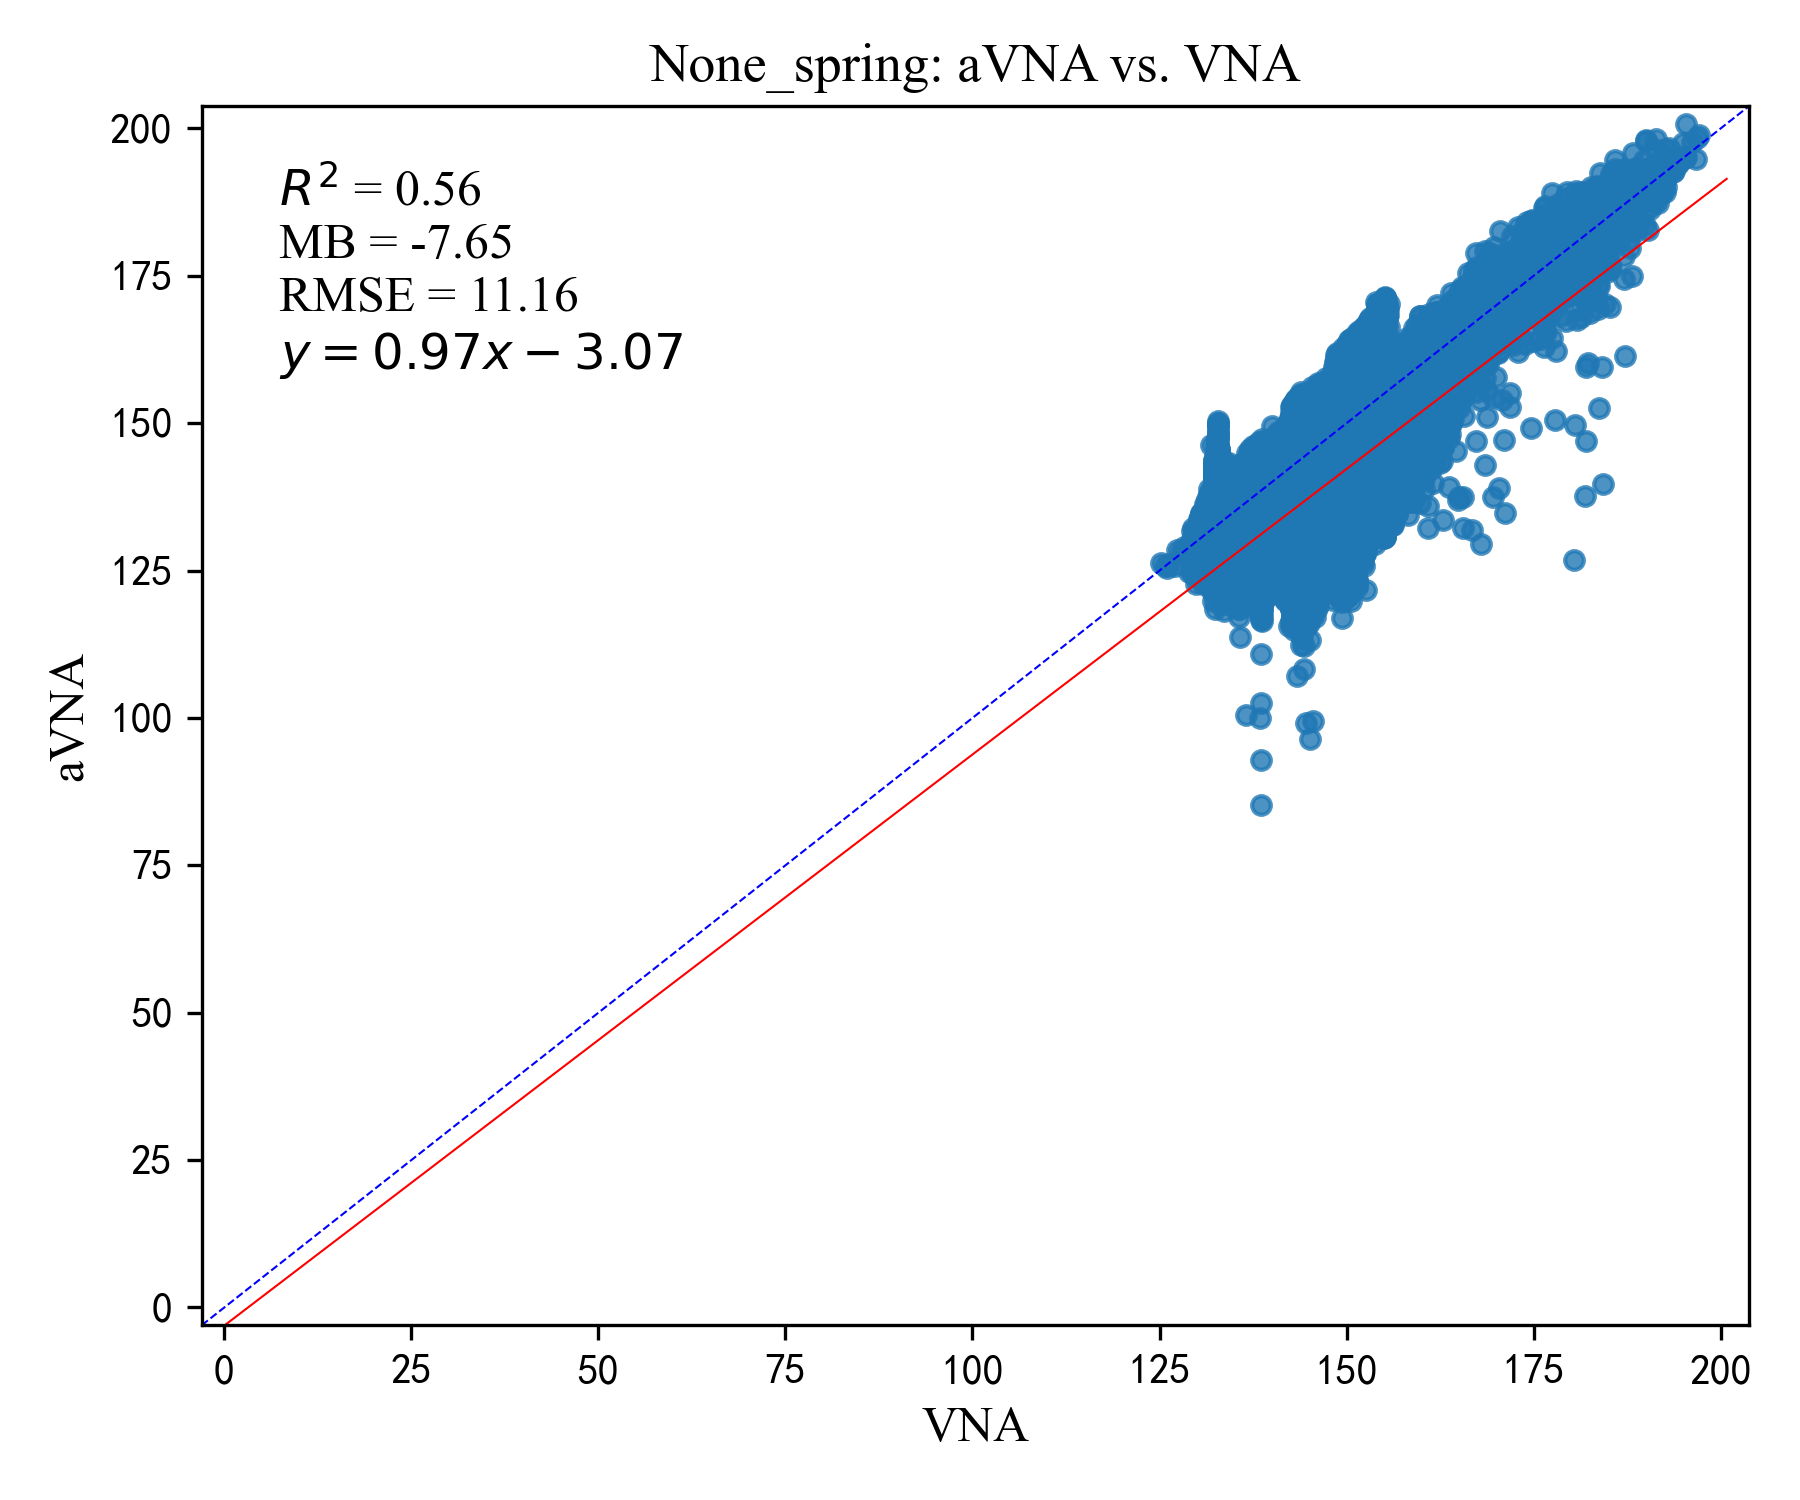 None_spring: aVNA vs. VNA
R² = 0.56
MB = -7.65
RMSE = 11.16
y = 0.97x − 3.07
200
175
150
125
100
75
50
25
0
aVNA
0 25 50 75 100 125 150 175 200
VNA